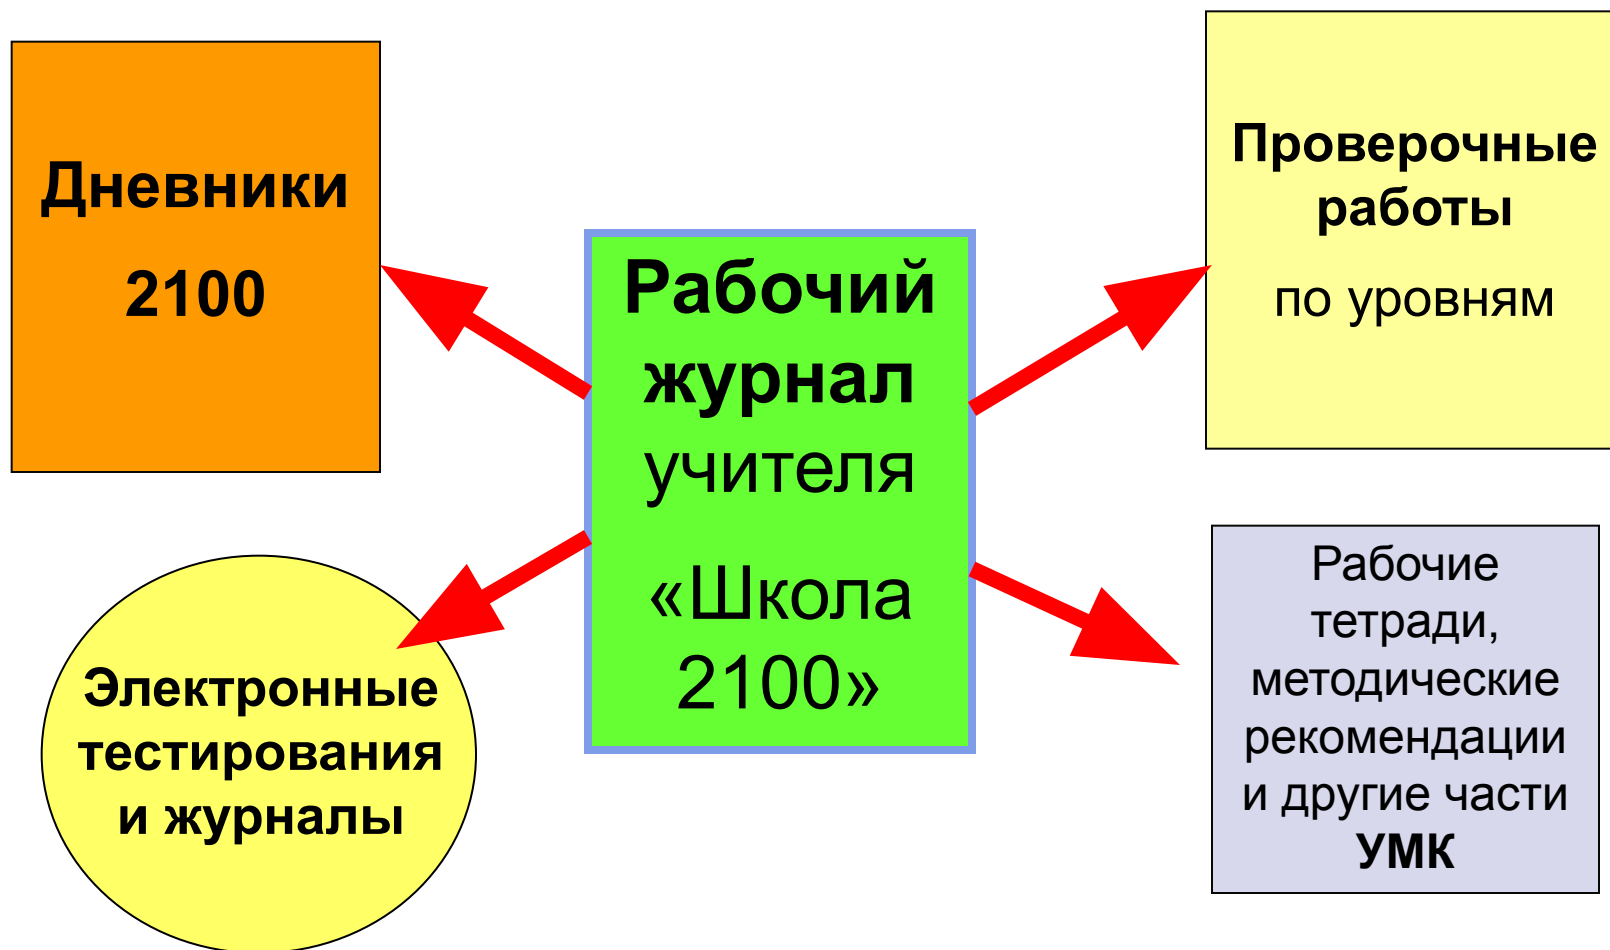 Дневники
2100
Рабочий
журнал
учителя
«Школа
2100»
Проверочные
работы
по уровням
Электронные
тестирования
и журналы
Рабочие
тетради,
методические
рекомендации
и другие части
УМК